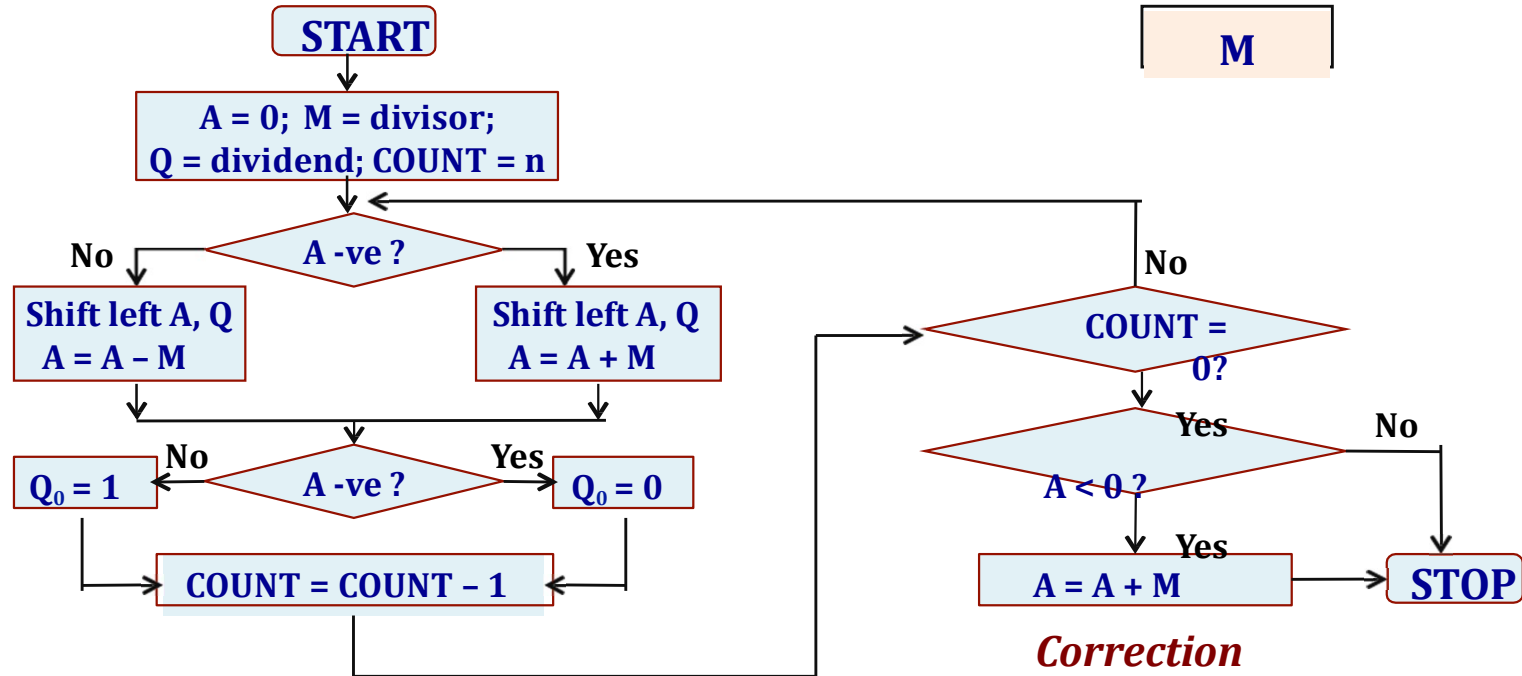 START
M
A = 0; M = divisor;
Q = dividend; COUNT = n
A -ve ?
No
Yes
Shift left A, Q
A = A – M
Shift left A, Q
A = A + M
No
COUNT =
0?
Yes
No
A < 0 ?
No
A -ve ?
Yes
Q₀ = 1
Q₀ = 0
COUNT = COUNT – 1
Yes
A = A + M
STOP
Correction